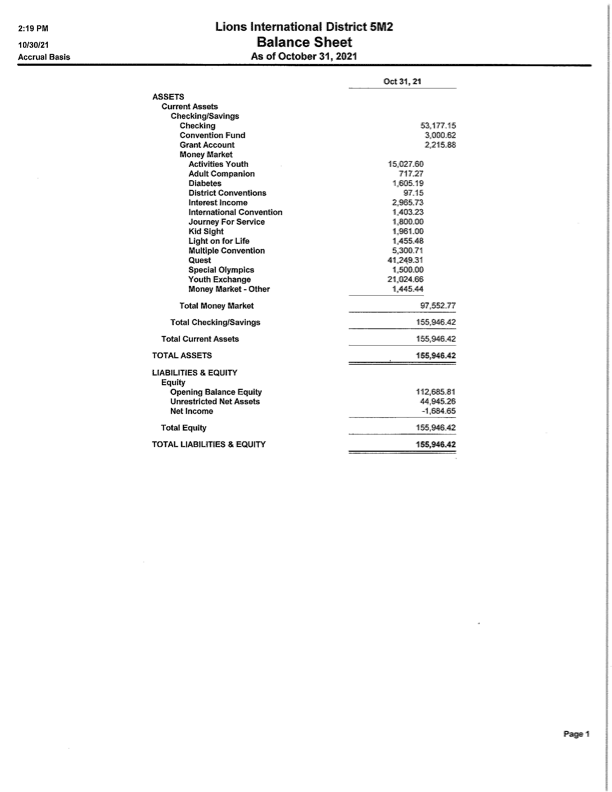 2:19 PM
10/30/21
Accrual Basis
Lions International District 5M2
Balance Sheet
As of October 31, 2021
Oct 31, 21
ASSETS
Current Assets
Checking/Savings
Checking 53,177.15
Convention Fund 3,000.62
Grant Account 2,215.88
Money Market
Activities Youth 15,027.60
Adult Companion 717.27
Diabetes 1,605.19
District Conventions 97.15
Interest Income 2,965.73
International Convention 1,403.23
Journey For Service 1,800.00
Kid Sight 1,961.00
Light on for Life 1,455.48
Multiple Convention 5,300.71
Quest 41,249.31
Special Olympics 1,500.00
Youth Exchange 21,024.66
Money Market - Other 1,445.44
Total Money Market 97,552.77
Total Checking/Savings 155,946.42
Total Current Assets 155,946.42
TOTAL ASSETS 155,946.42
LIABILITIES & EQUITY
Equity
Opening Balance Equity 112,685.81
Unrestricted Net Assets 44,945.26
Net Income -1,684.65
Total Equity 155,946.42
TOTAL LIABILITIES & EQUITY 155,946.42
Page 1